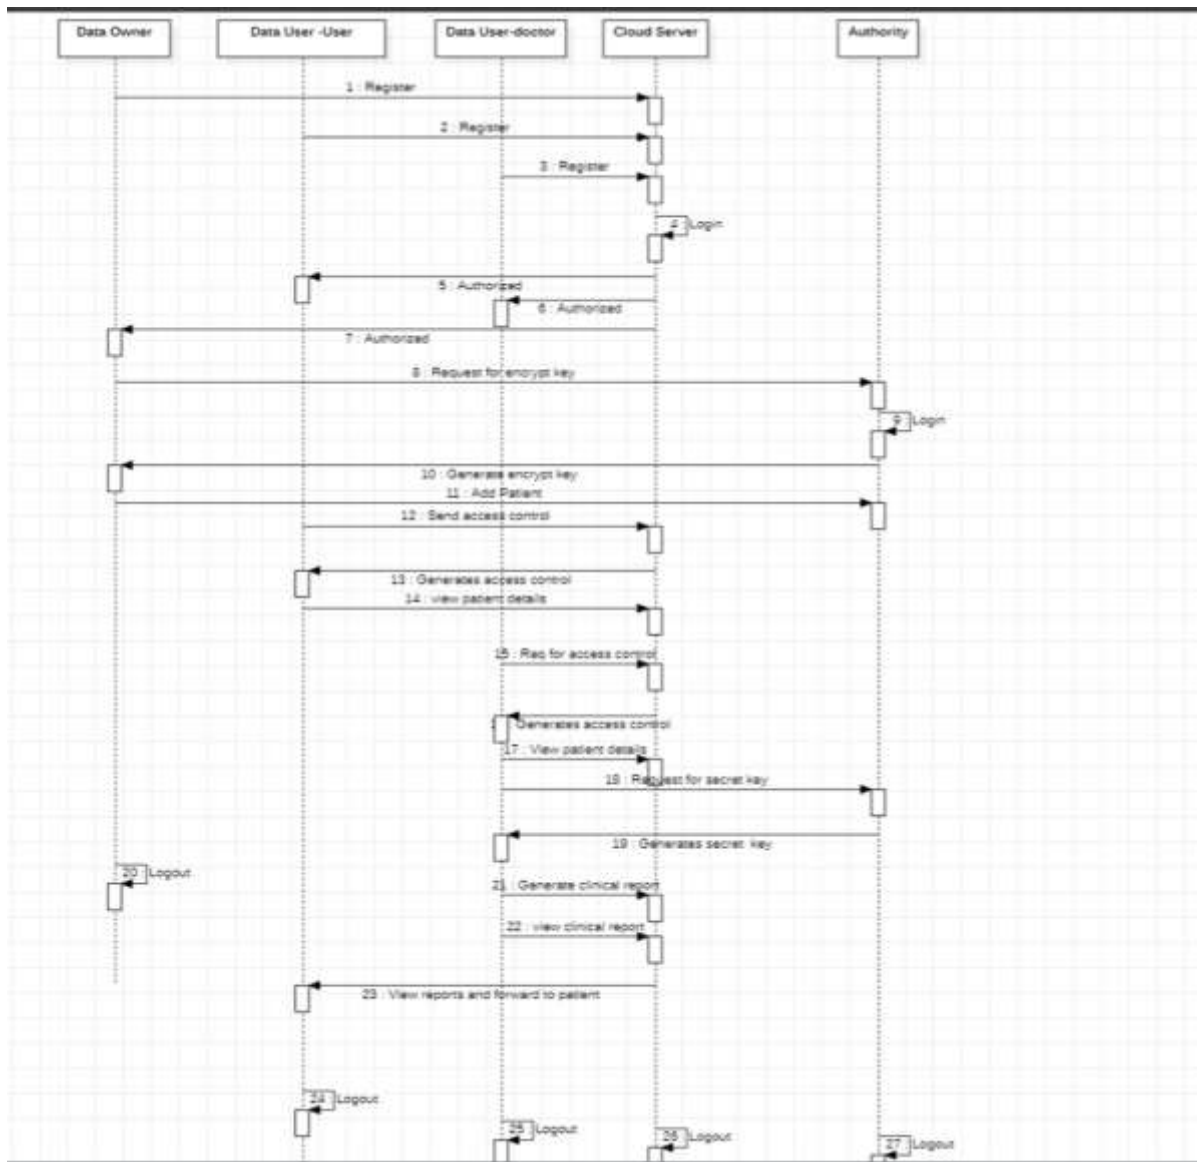 Data Owner
Data User -User
Data User-doctor
Cloud Server
Authority
1 : Register
2 : Register
3 : Register
4 : Login
5 : Authorized
6 : Authorized
7 : Authorized
8 : Request for encrypt key
9 : Login
10 : Generate encrypt key
11 : Add Patient
12 : Send access control
13 : Generates access control
14 : view patient details
15 : Req for access control
: Generates access control
17 : View patient details
18 : Request for secret key
19 : Generates secret key
20 : Logout
21 : Generate clinical report
22 : view clinical report
23 : View reports and forward to patient
24 : Logout
25 : Logout
26 : Logout
27 : Logout